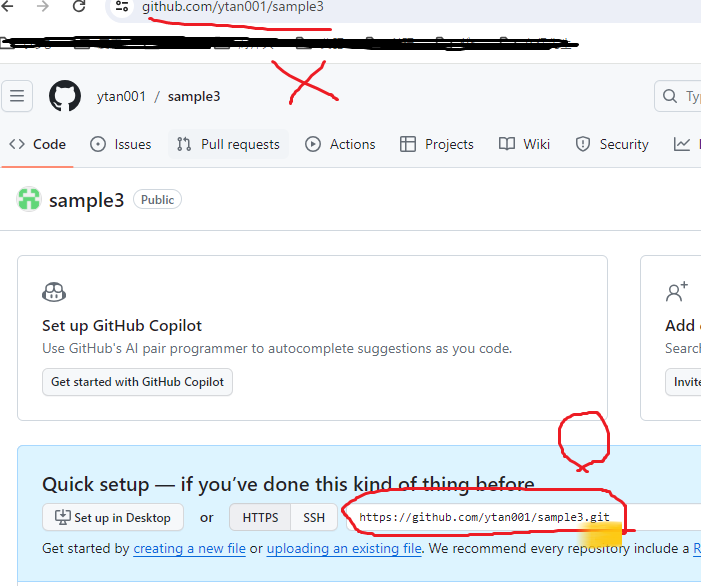 github.com/ytan001/sample3
ytan001 / sample3
Code Issues Pull requests Actions Projects Wiki Security
sample3 Public
Set up GitHub Copilot
Use GitHub's AI pair programmer to autocomplete suggestions as you code.
Get started with GitHub Copilot
Add
Quick setup — if you've done this kind of thing before
Set up in Desktop or HTTPS SSH https://github.com/ytan001/sample3.git
Get started by creating a new file or uploading an existing file. We recommend every repository include a